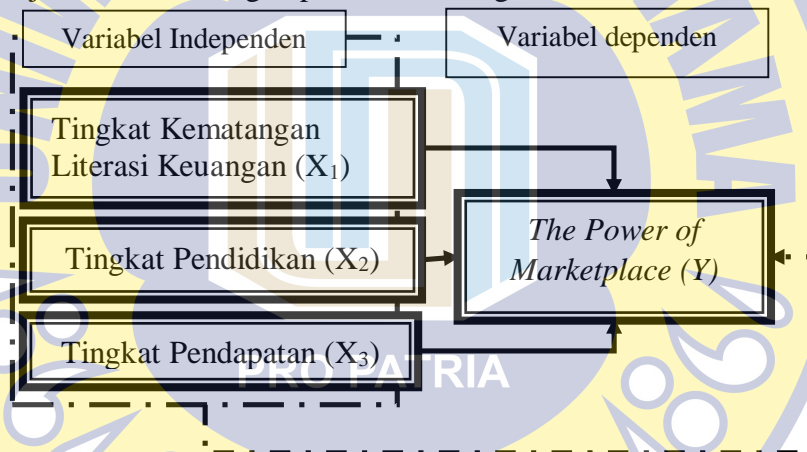 Variabel Independen
Variabel dependen
Tingkat Kematangan
Literasi Keuangan (X₁)
Tingkat Pendidikan (X₂)
Tingkat Pendapatan (X₃)
The Power of
Marketplace (Y)
PRO PATRIA